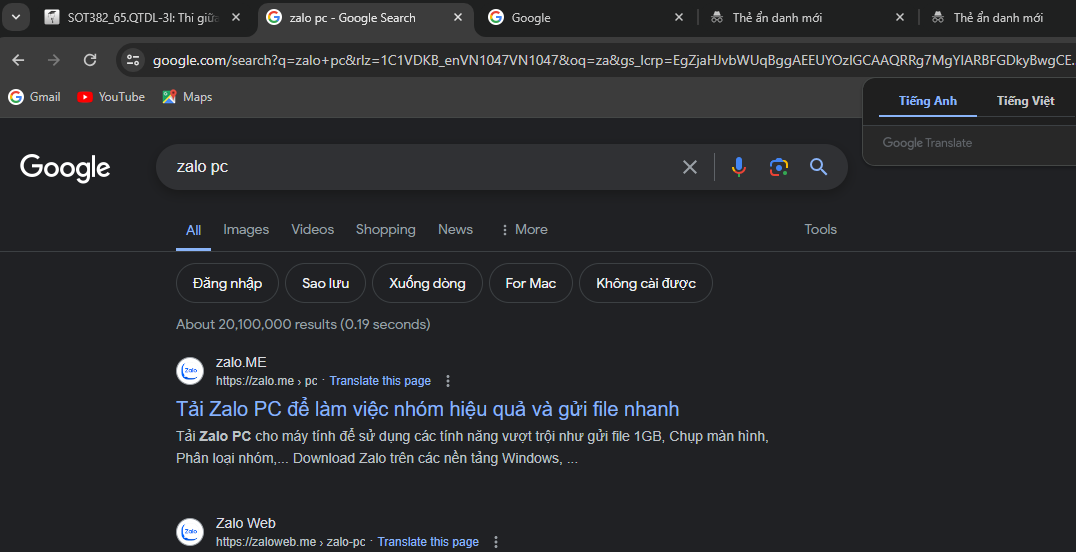 SOT382_65.QTDL-3I: Thi giữa
zalo pc - Google Search
Google
Thẻ ẩn danh mới
Thẻ ẩn danh mới
google.com/search?q=zalo+pc&rlz=1C1VDKB_enVN1047VN1047&oq=za&gs_lcrp=EgZjaHJvbWUqBggAEEUYOzIGCAAQRRg7MgYIARBFGDkyBwgCE.
Gmail
YouTube
Maps
Tiếng Anh
Tiếng Việt
Google Translate
Google
zalo pc
All
Images
Videos
Shopping
News
More
Tools
Đăng nhập
Sao lưu
Xuống dòng
For Mac
Không cài được
About 20,100,000 results (0.19 seconds)
Zalo
zalo.ME
https://zalo.me › pc · Translate this page
Tải Zalo PC để làm việc nhóm hiệu quả và gửi file nhanh
Tải Zalo PC cho máy tính để sử dụng các tính năng vượt trội như gửi file 1GB, Chụp màn hình,
Phân loại nhóm,... Download Zalo trên các nền tảng Windows, ...
Zalo
Zalo Web
https://zaloweb.me › zalo-pc · Translate this page